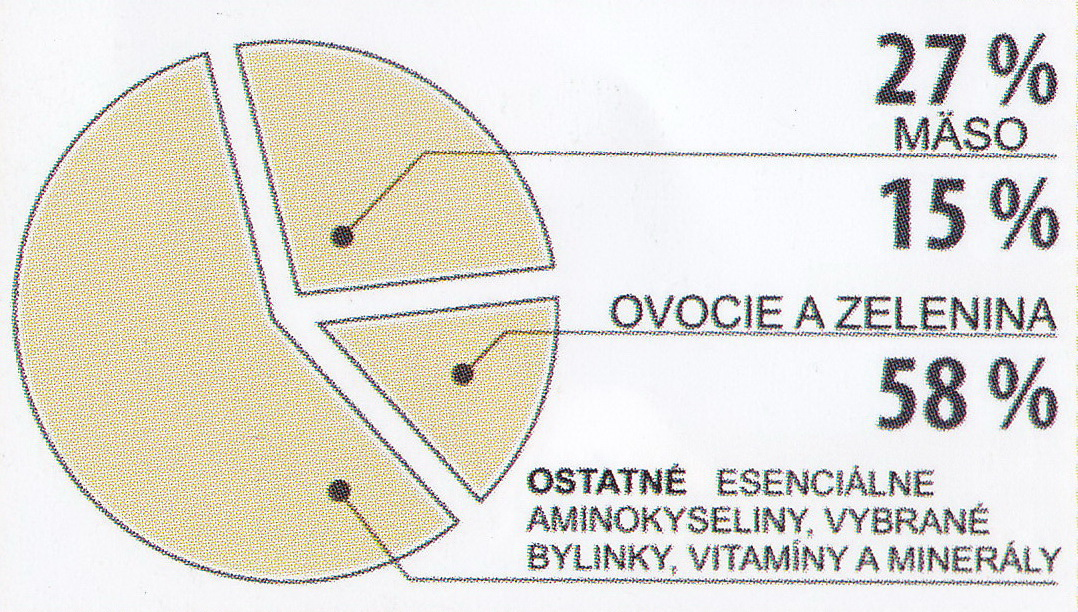 27 %
MÄSO
15 %
OVOCIE A ZELENINA
58 %
OSTATNÉ ESENCIÁLNE
AMINOKYSELINY, VYBRANÉ
BYLINKY, VITAMÍNY A MINERÁLY